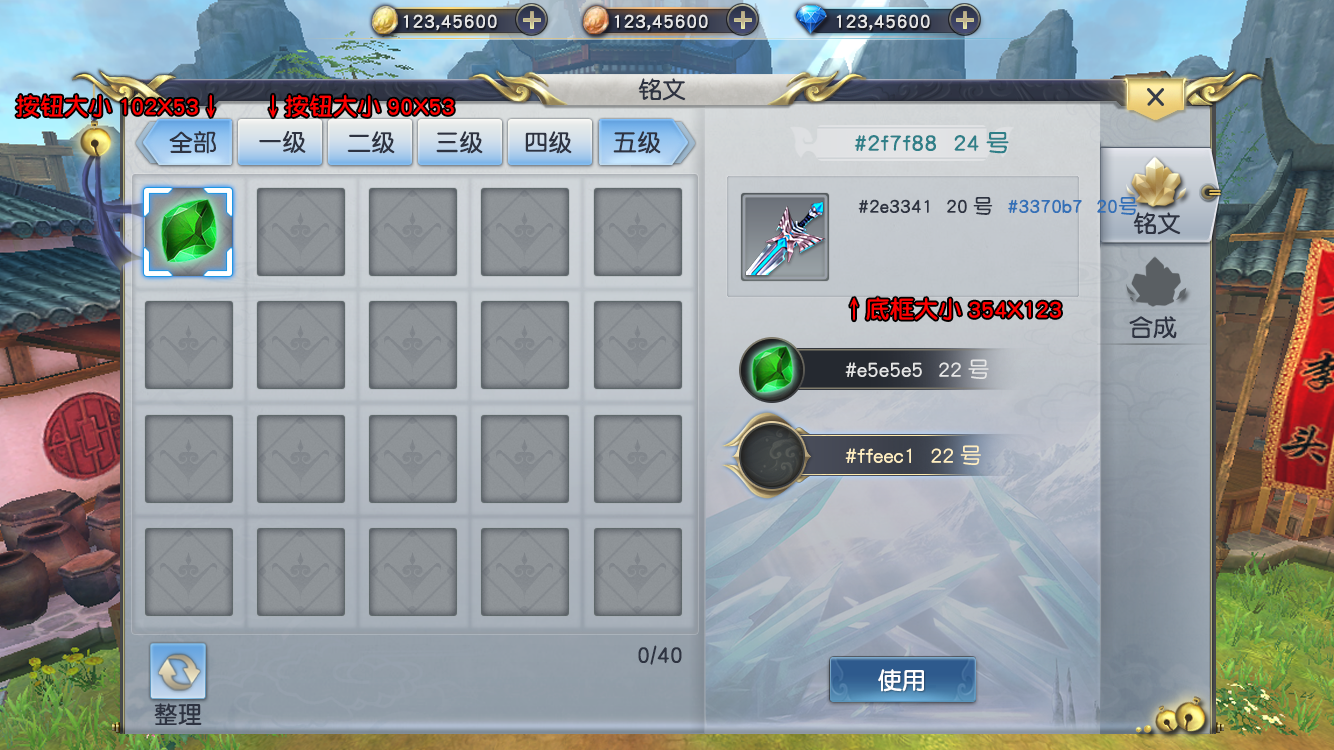 123,45600
123,45600
123,45600
铭文
按钮大小 102X53↓
↓按钮大小 90X53
全部
一级
二级
三级
四级
五级
#2f7f88 24 号
#2e3341 20 号 #3370b7 20号
铭文
↑底框大小 354X123
合成
#e5e5e5 22 号
#ffeec1 22 号
李
头
0/40
整理
使用